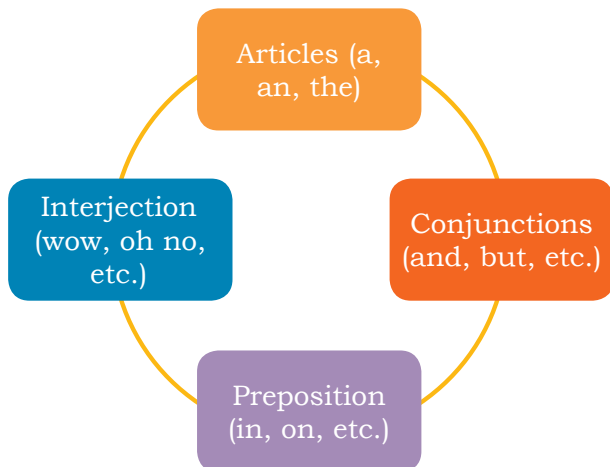 Articles (a,
an, the)
Interjection
(wow, oh no,
etc.)
Conjunctions
(and, but, etc.)
Preposition
(in, on, etc.)